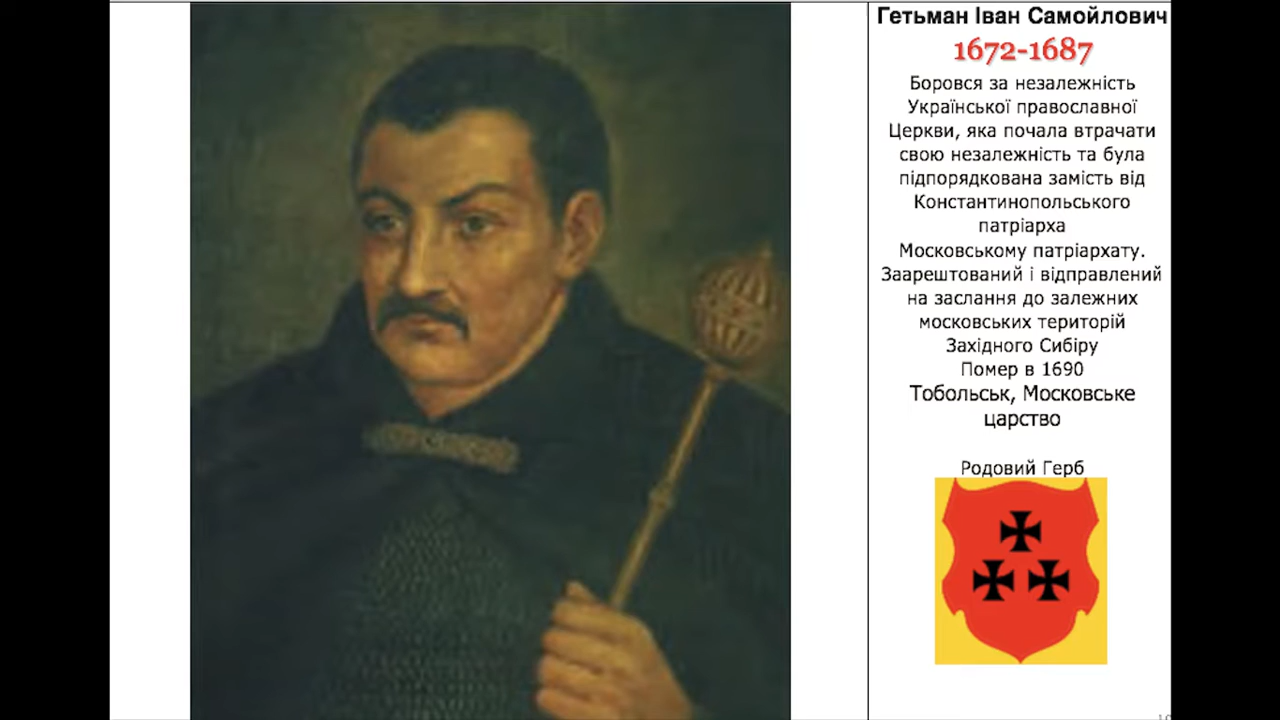 Гетьман Іван Самойлович
1672-1687
Боровся за незалежність
Української православної
Церкви, яка почала втрачати
свою незалежність та була
підпорядкована замість від
Константинопольського
патріарха
Московському патріархату.
Заарештований і відправлений
на заслання до залежних
московських територій
Західного Сибіру
Помер в 1690
Тобольськ, Московське
царство
Родовий Герб